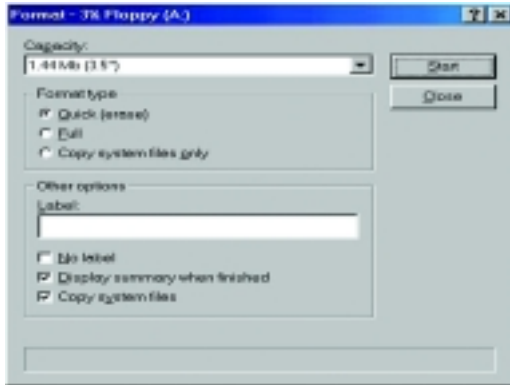 Format - 3½ Floppy (A:)
Capacity:
1.44 Mb (3.5")
Start
Format type
Close
Quick (erase)
Full
Copy system files only
Other options
Label:
No label
Display summary when finished
Copy system files